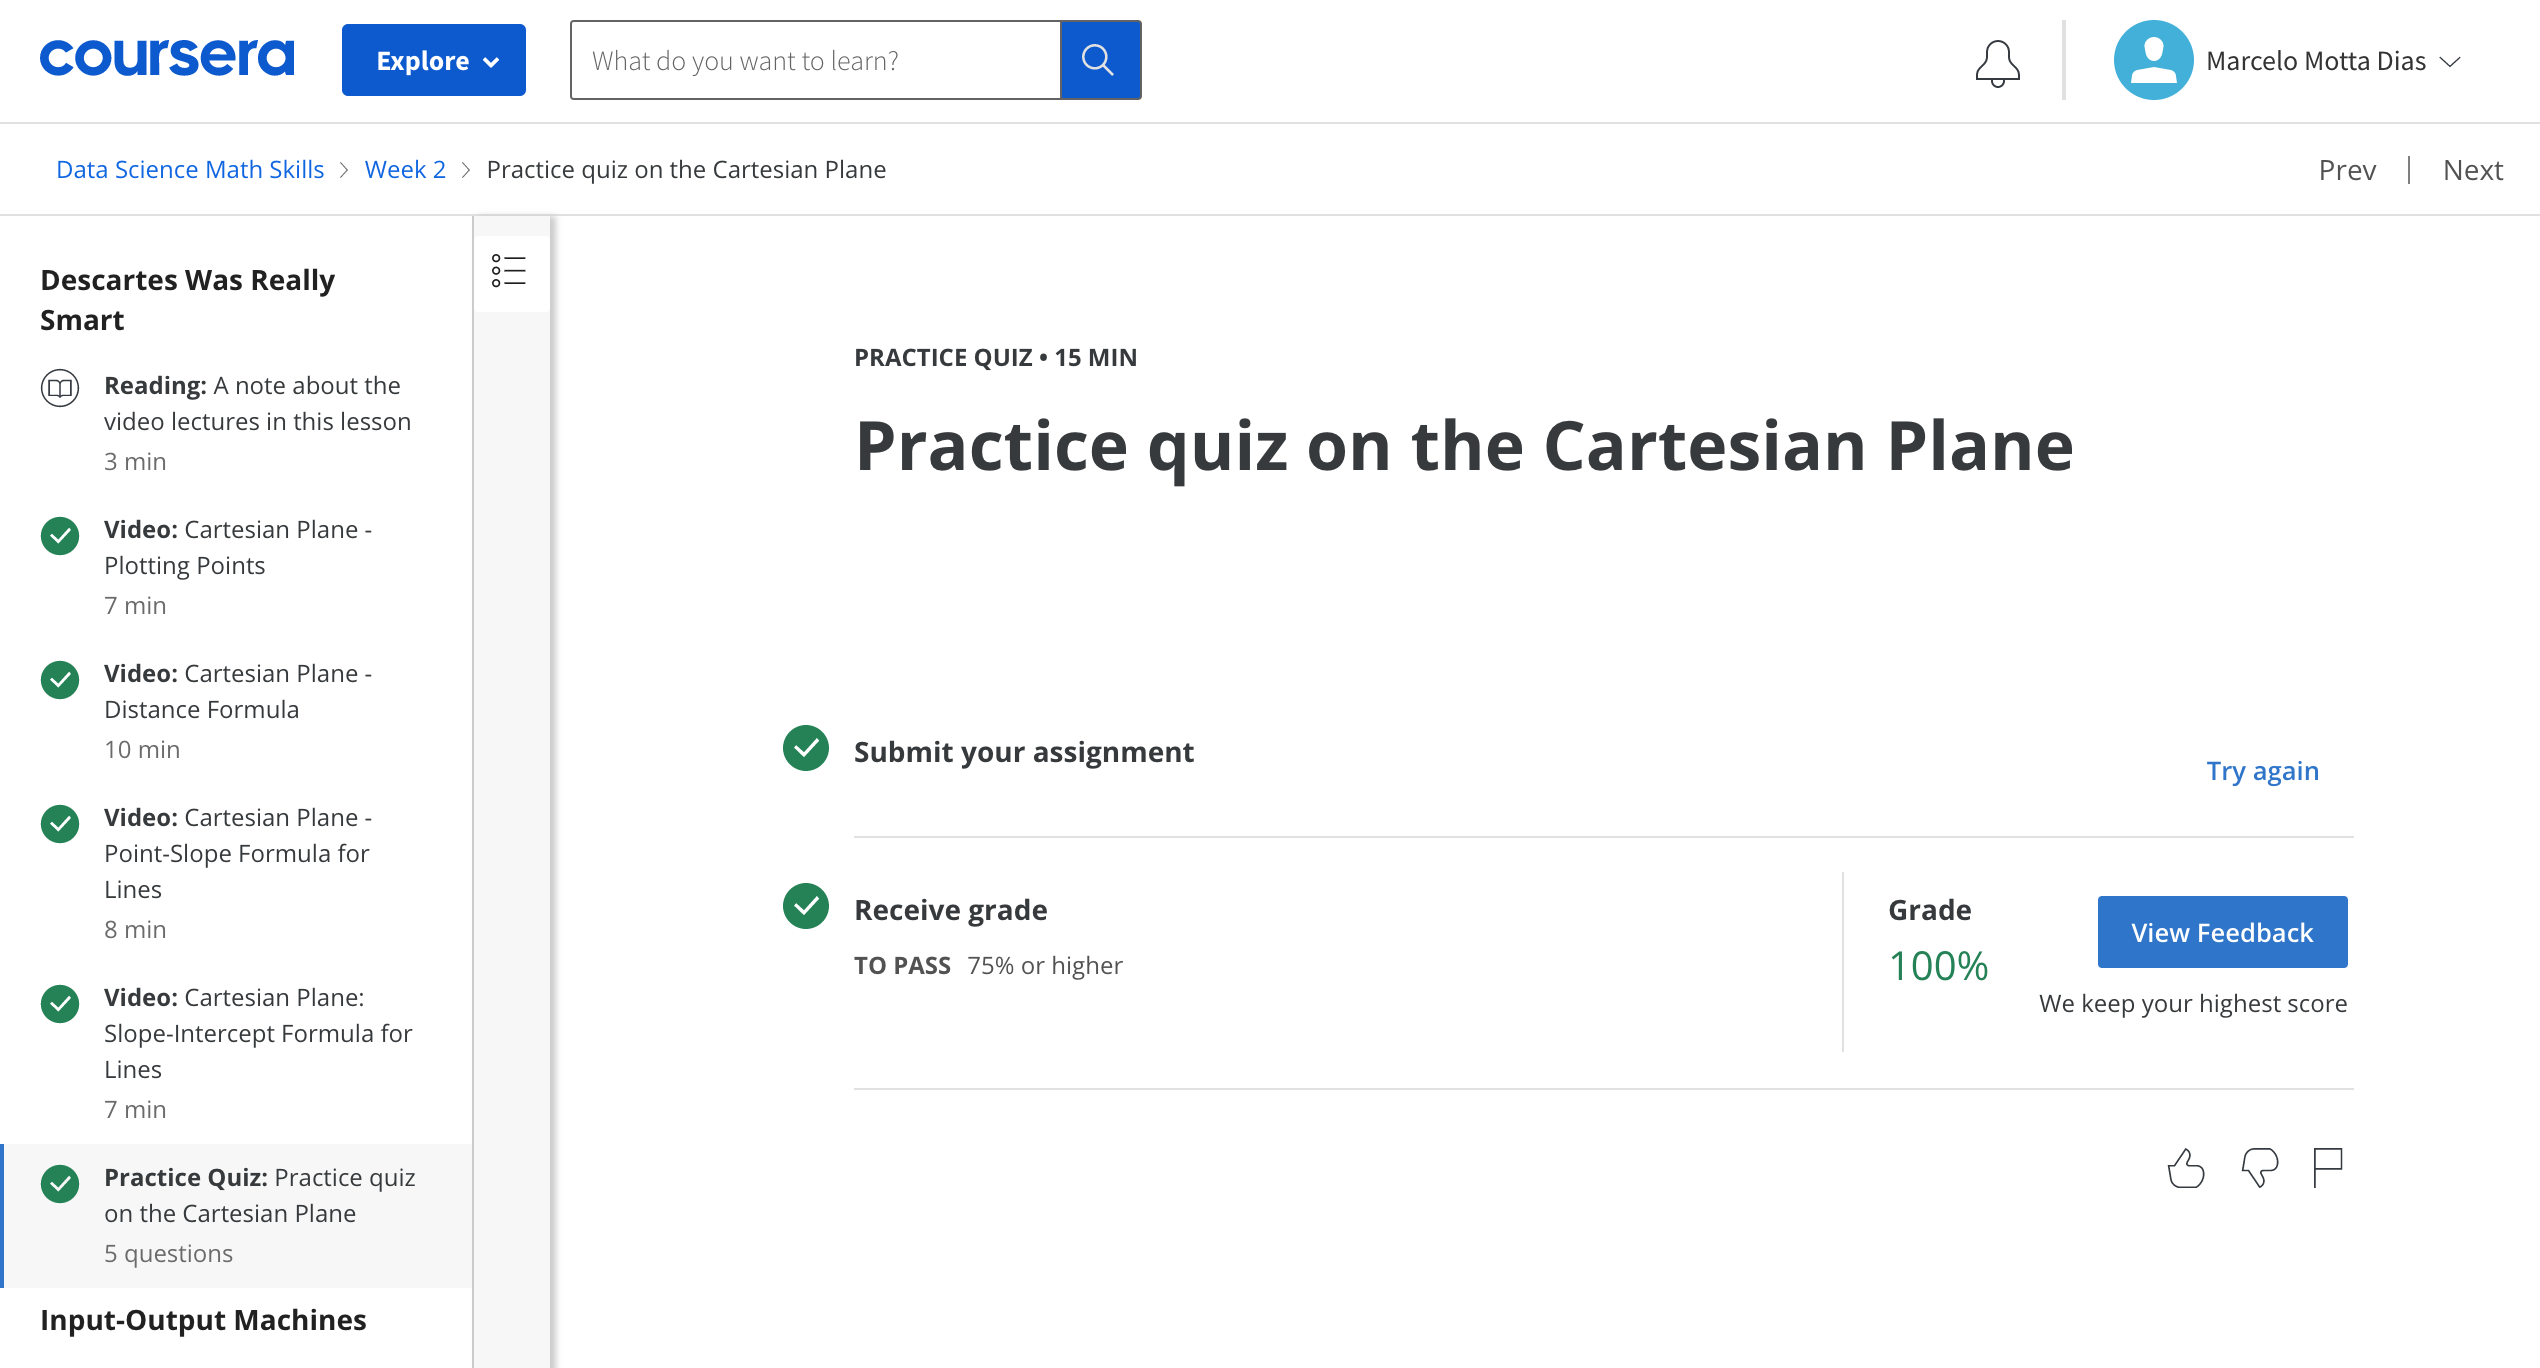 coursera
Explore
What do you want to learn?
Marcelo Motta Dias
Data Science Math Skills
Week 2
Practice quiz on the Cartesian Plane
Prev
Next
Descartes Was Really
Smart
Reading: A note about the
video lectures in this lesson
3 min
Video: Cartesian Plane -
Plotting Points
7 min
Video: Cartesian Plane -
Distance Formula
10 min
Video: Cartesian Plane -
Point-Slope Formula for
Lines
8 min
Video: Cartesian Plane:
Slope-Intercept Formula for
Lines
7 min
Practice Quiz: Practice quiz
on the Cartesian Plane
5 questions
Input-Output Machines
PRACTICE QUIZ • 15 MIN
Practice quiz on the Cartesian Plane
Submit your assignment
Try again
Receive grade
TO PASS 75% or higher
Grade
100%
View Feedback
We keep your highest score